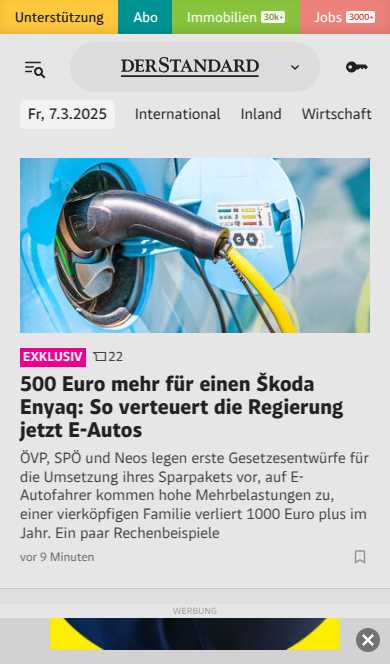 Unterstützung Abo Immobilien 30k+ Jobs 3000+
DERSTANDARD
Fr, 7.3.2025 International Inland Wirtschaft
EXKLUSIV 22
500 Euro mehr für einen Škoda
Enyaq: So verteuert die Regierung
jetzt E-Autos
ÖVP, SPÖ und Neos legen erste Gesetzesentwürfe für
die Umsetzung ihres Sparpakets vor, auf E-
Autofahrer kommen hohe Mehrbelastungen zu,
einer vierköpfigen Familie verliert 1000 Euro plus im
Jahr. Ein paar Rechenbeispiele
vor 9 Minuten
WERBUNG